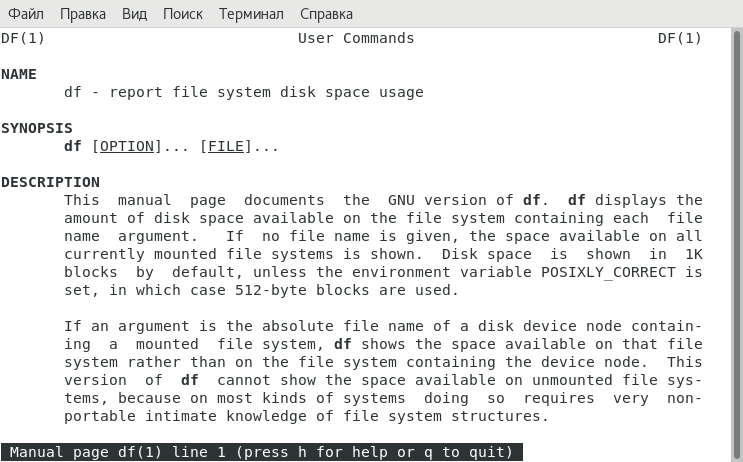 Файл Правка Вид Поиск Терминал Справка
DF(1) User Commands DF(1)
NAME
df - report file system disk space usage
SYNOPSIS
df [OPTION]... [FILE]...
DESCRIPTION
This manual page documents the GNU version of df. df displays the
amount of disk space available on the file system containing each file
name argument. If no file name is given, the space available on all
currently mounted file systems is shown. Disk space is shown in 1K
blocks by default, unless the environment variable POSIXLY_CORRECT is
set, in which case 512-byte blocks are used.
If an argument is the absolute file name of a disk device node contain-
ing a mounted file system, df shows the space available on that file
system rather than on the file system containing the device node. This
version of df cannot show the space available on unmounted file sys-
tems, because on most kinds of systems doing so requires very non-
portable intimate knowledge of file system structures.
Manual page df(1) line 1 (press h for help or q to quit)